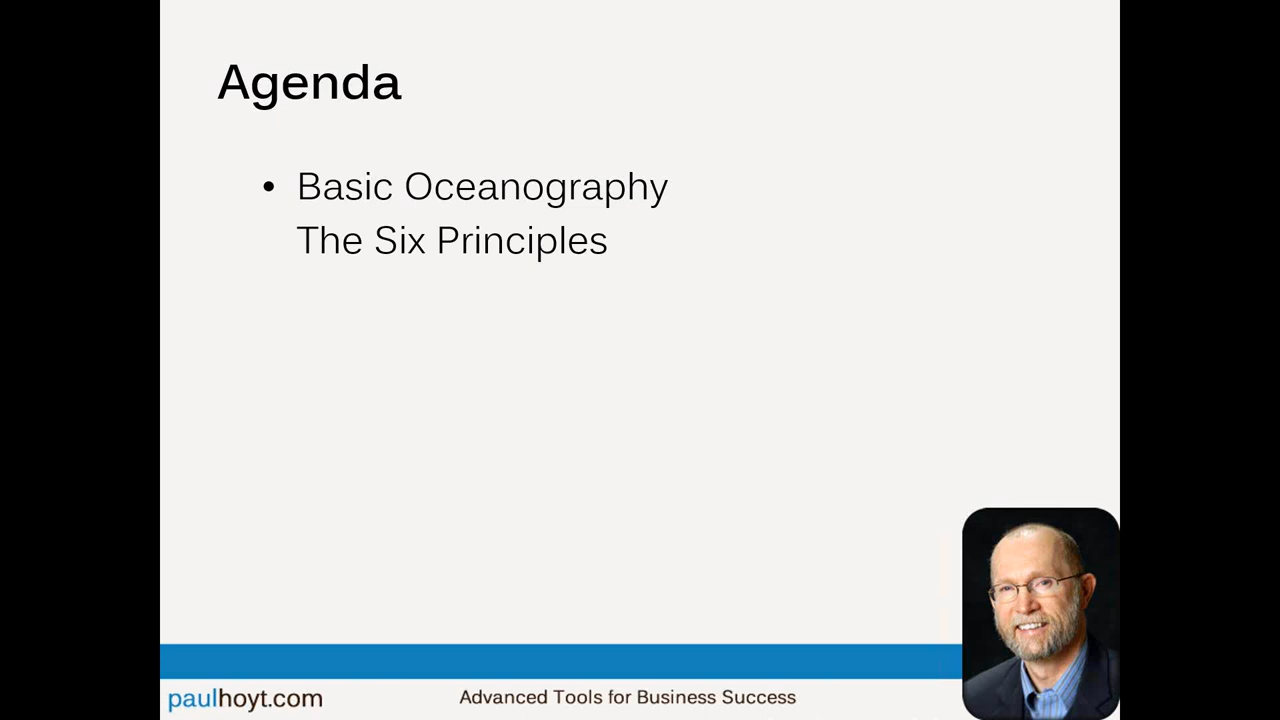 Agenda
• Basic Oceanography
The Six Principles
paulhoyt.com
Advanced Tools for Business Success